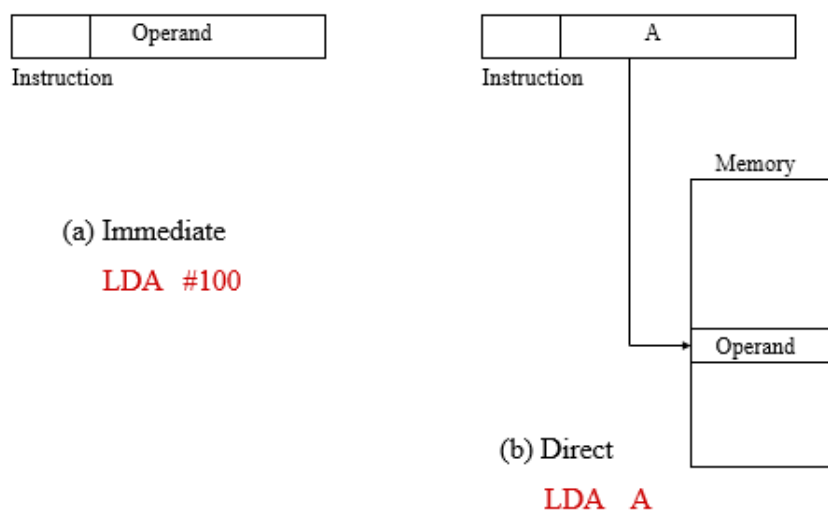 Operand
Instruction
(a) Immediate
LDA #100
A
Instruction
Memory
Operand
(b) Direct
LDA A